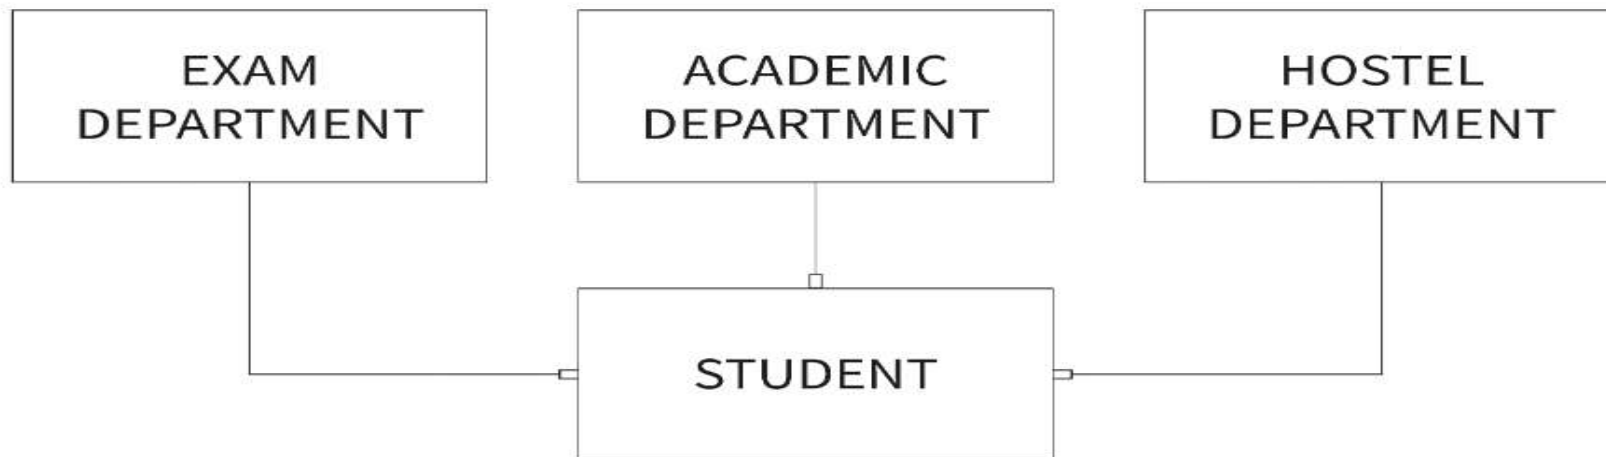 EXAM
DEPARTMENT
ACADEMIC
DEPARTMENT
HOSTEL
DEPARTMENT
STUDENT